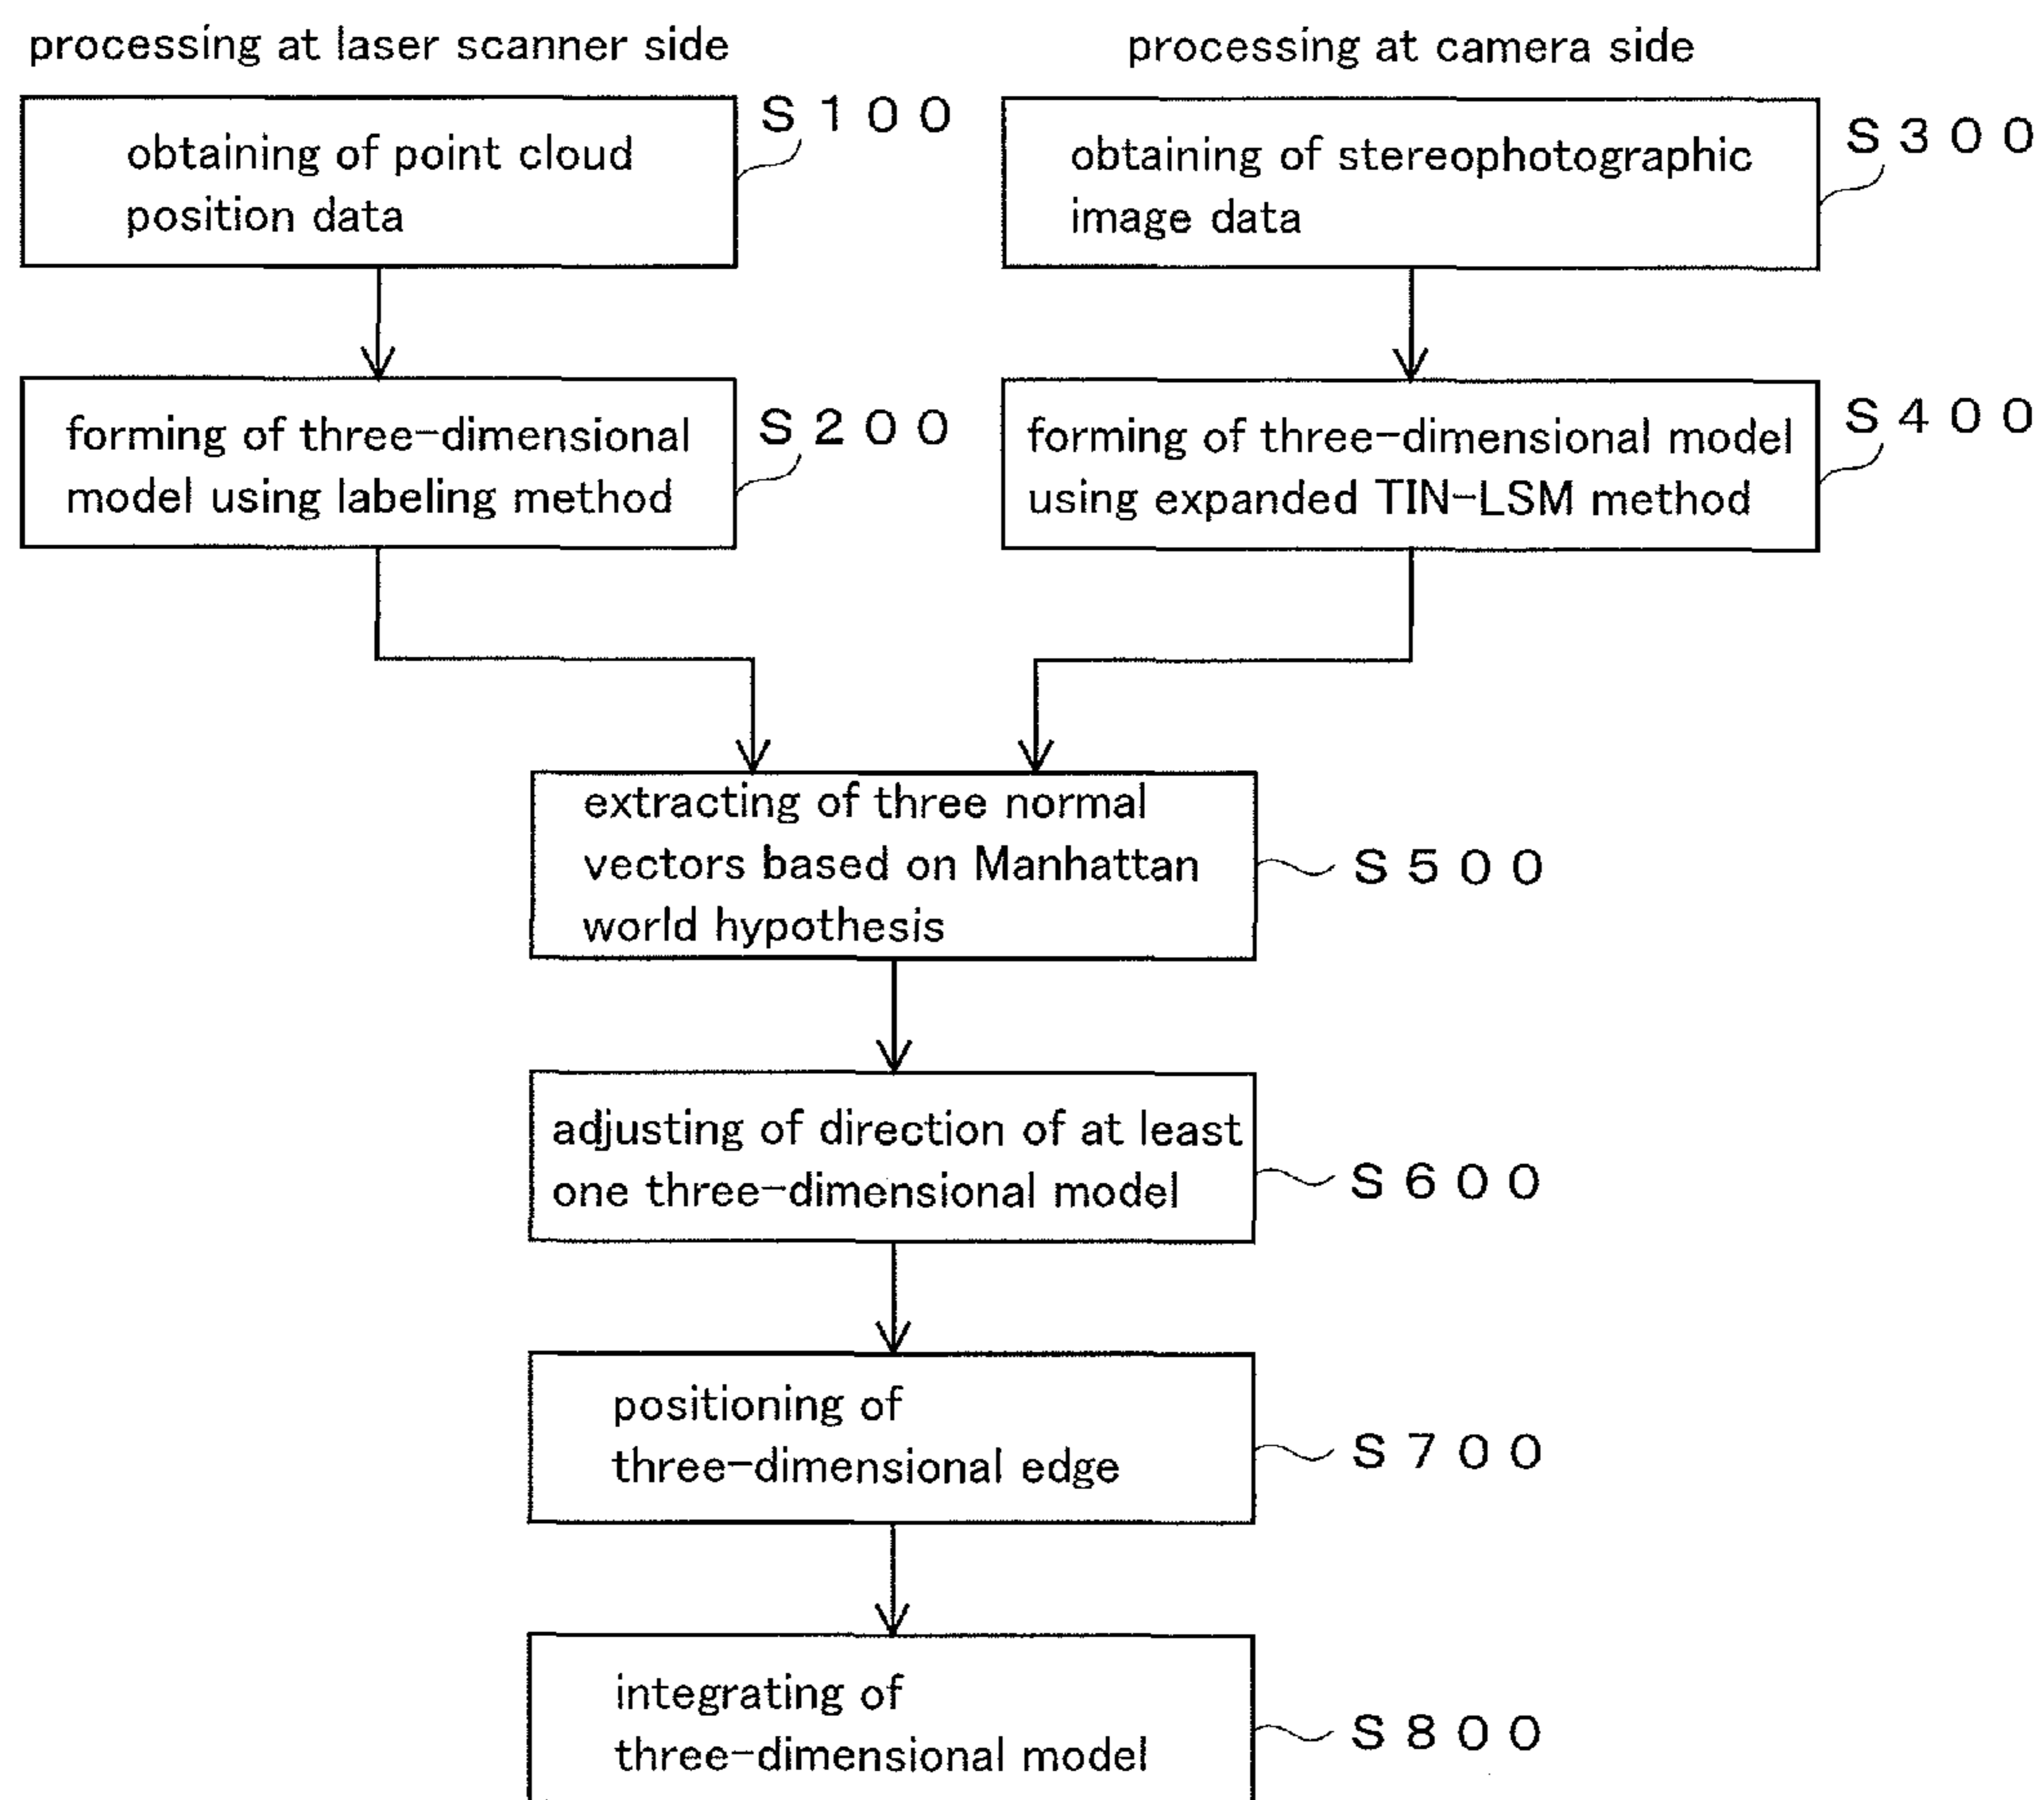 processing at laser scanner side
processing at camera side
obtaining of point cloud
position data
S100
obtaining of stereophotographic
image data
S300
forming of three-dimensional
model using labeling method
S200
forming of three-dimensional model
using expanded TIN-LSM method
S400
extracting of three normal
vectors based on Manhattan
world hypothesis
S500
adjusting of direction of at least
one three-dimensional model
S600
positioning of
three-dimensional edge
S700
integrating of
three-dimensional model
S800